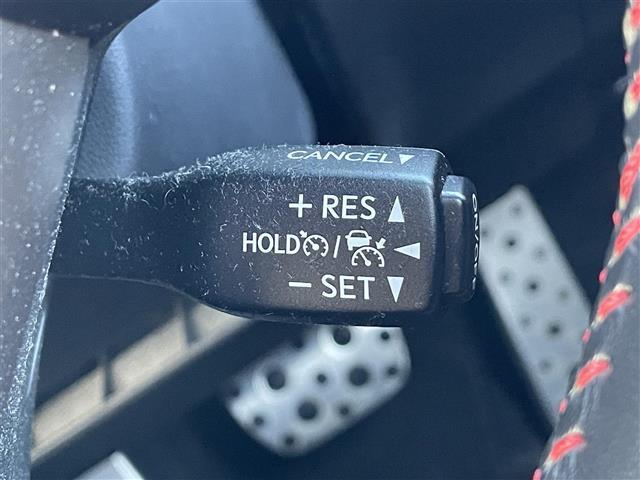 CANCEL▼
+ RES ▲
HOLD / ◄
− SET ▼